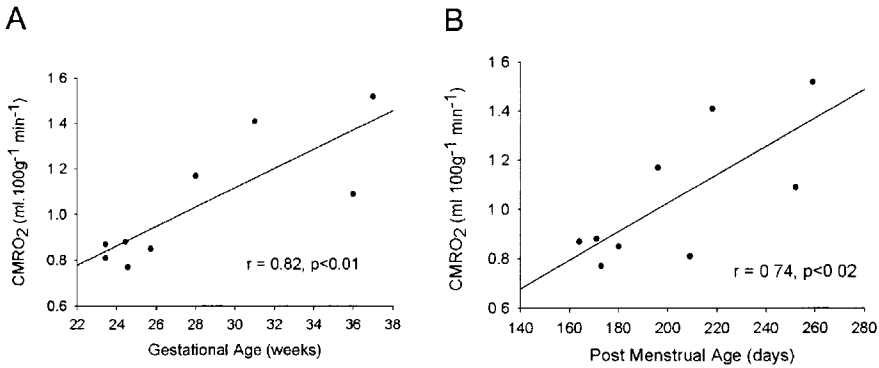 A
B
1 6
1 4
1.2
1.0
0.8
0.6
CMRO2 (ml.100g-1 min-1)
22 24 26 28 30 32 34 36 38
Gestational Age (weeks)
r = 0.82, p<0.01
1 6
1.4
1.2
1.0
0.8
0 6
CMRO2 (ml 100g-1 min-1)
140 160 180 200 220 240 260 280
Post Menstrual Age (days)
r = 0 74, p<0 02